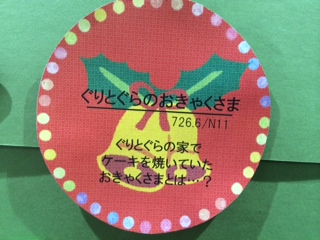 ぐりとぐらのおきゃくさま
726.6/N11
ぐりとぐらの家で
ケーキを焼いていた
おきゃくさまとは…?